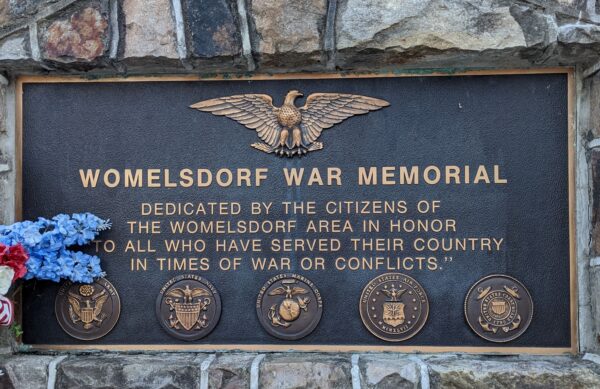 WOMELSDORF WAR MEMORIAL
DEDICATED BY THE CITIZENS OF
THE WOMELSDORF AREA IN HONOR
TO ALL WHO HAVE SERVED THEIR COUNTRY
IN TIMES OF WAR OR CONFLICTS."